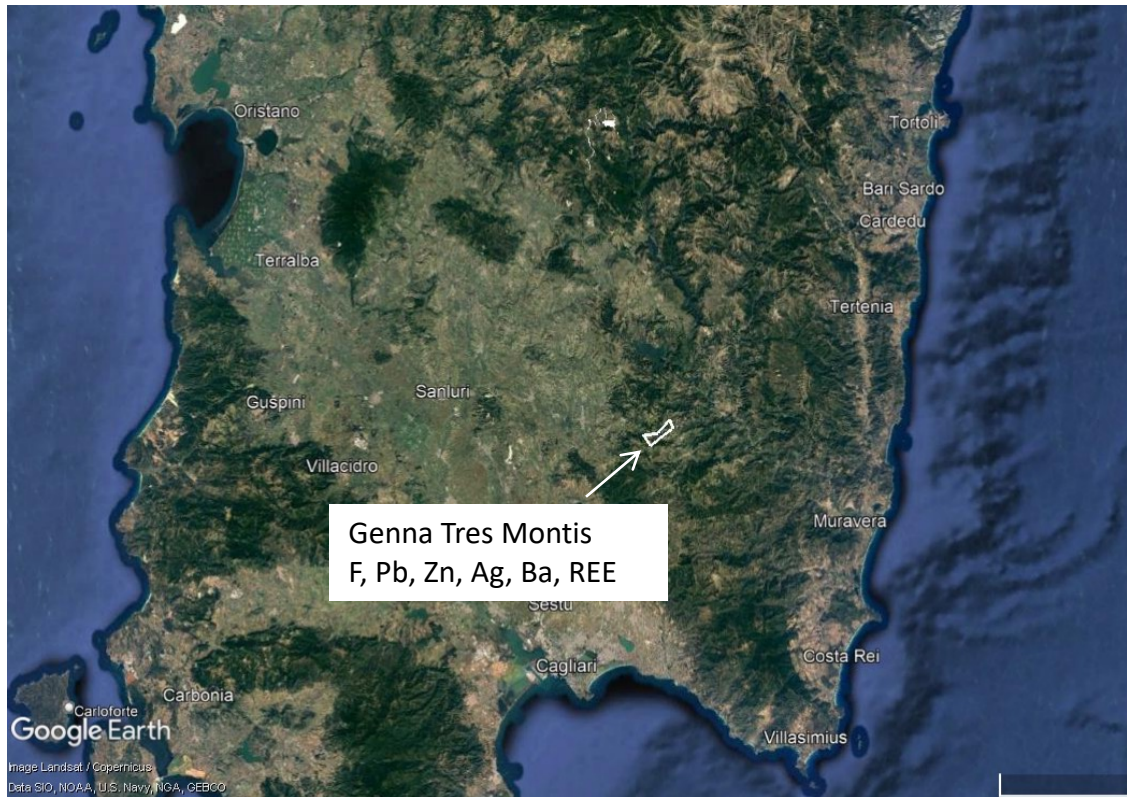 Oristano
Tortolì
Bari Sardo
Cardedu
Terralba
Tertenia
Sanluri
Guspini
Villacidro
Genna Tres Montis
F, Pb, Zn, Ag, Ba, REE
Muravera
Sestu
Costa Rei
Cagliari
Carbonia
Carloforte
Google Earth
Villasimius
Image Landsat / Copernicus
Data SIO, NOAA, U.S. Navy, NGA, GEBCO